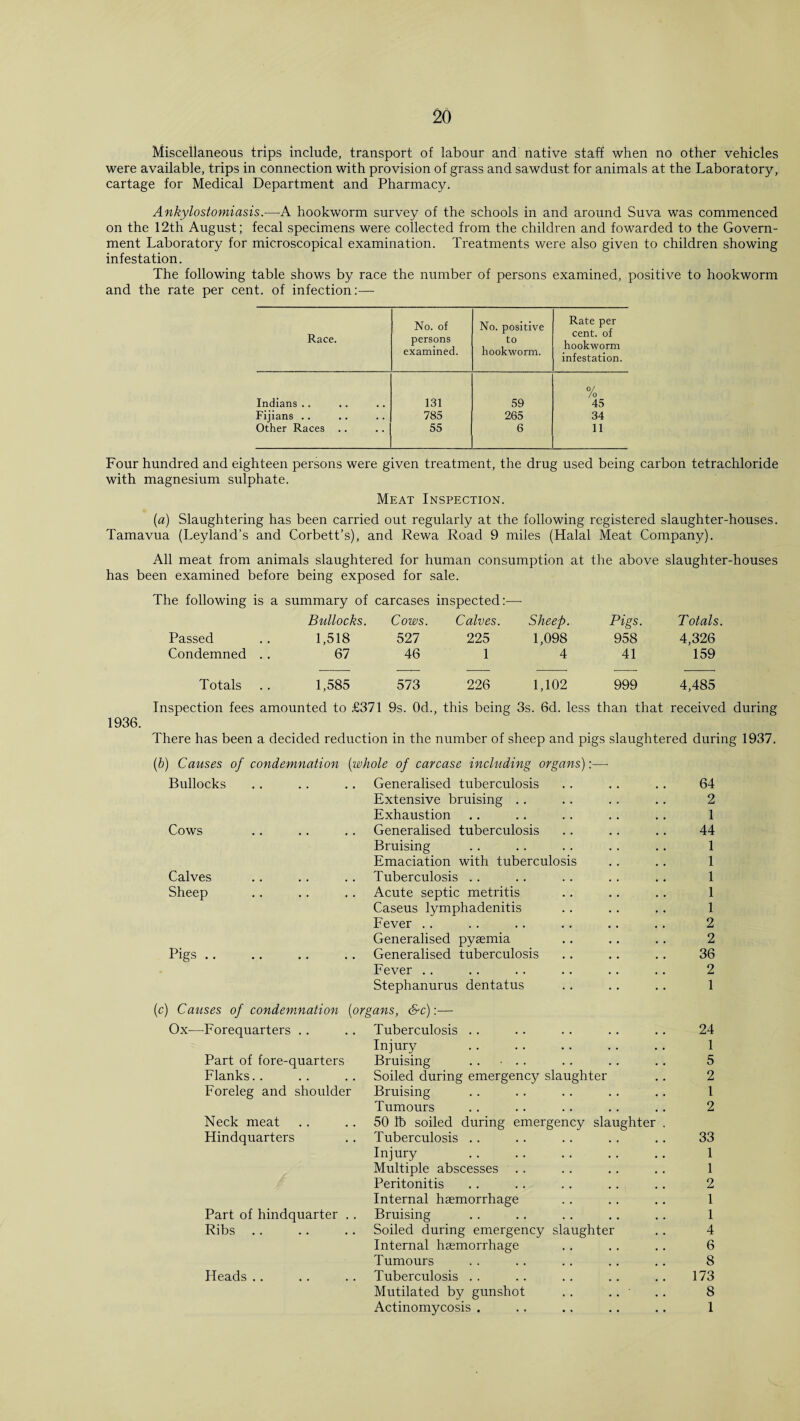 20
Miscellaneous trips include, transport of labour and native staff when no other vehicles
were available, trips in connection with provision of grass and sawdust for animals at the Laboratory,
cartage for Medical Department and Pharmacy.
Ankylostomiasis.—A hookworm survey of the schools in and around Suva was commenced
on the 12th August; fecal specimens were collected from the children and fowarded to the Govern-
ment Laboratory for microscopical examination. Treatments were also given to children showing
infestation.
The following table shows by race the number of persons examined, positive to hookworm
and the rate per cent. of infection:—
Race. No. of persons examined. No. positive to hookworm. Rate per cent. of hookworm infestation.
%
Indians .. .. .. 131 59 45
Fijians .. .. .. 785 265 34
Other Races .. .. 55 6 11
Four hundred and eighteen persons were given treatment, the drug used being carbon tetrachloride
with magnesium sulphate.
Meat Inspection.
(a) Slaughtering has been carried out regularly at the following registered slaughter-houses.
Tamavua (Leyland's and Corbett's), and Rewa Road 9 miles (Halal Meat Company).
All meat from animals slaughtered for human consumption at the above slaughter-houses
has been examined before being exposed for sale.
The following is a summary of carcases inspected:—
Bullocks. Cows. Calves. Sheep. Pigs. Totals.
Passed .. 1,518 527 225 1,098 958 4,326
Condemned .. 67 46 1 4 41 159
Totals .. 1,585 573 226 1,102 999 4,485
Inspection fees amounted to £371 9s. 0d., this being 3s. 6d. less than that received during
1936.
There has been a decided reduction in the number of sheep and pigs slaughtered during 1937.
(b) Causes of condemnation (whole of carcase including organs):—
Bullocks .. .. .. Generalised tuberculosis .. .. .. 64
Extensive bruising .. .. .. .. 2
Exhaustion .. .. .. .. .. 1
Cows .. .. .. Generalised tuberculosis .. .. .. 44
Bruising .. .. .. .. .. 1
Emaciation with tuberculosis .. .. 1
Calves .. .. .. Tuberculosis .. .. .. .. .. 1
Sheep .. .. .. Acute septic metritis .. .. .. 1
Caseus lymphadenitis .. .. .. 1
Fever .. .. .. .. .. .. 2
Generalised pyæmia .. .. .. 2
Pigs .. .. .. .. Generalised tuberculosis .. .. .. 36
Fever .. .. .. .. .. .. 2
Stephanurus dentatus .. .. .. 1
(c) Causes of condemnation (organs, &c):—
Ox—Forequarters .. .. Tuberculosis .. .. .. .. .. 24
Injury .. .. .. .. .. 1
Part of fore-quarters Bruising .. .. .. .. .. 5
Flanks.. .. .. Soiled during emergency slaughter .. 2
Foreleg and shoulder Bruising .. .. .. .. .. 1
Tumours .. .. .. .. .. 2
Neck meat .. .. 50 lb soiled during emergency slaughter .
Hindquarters .. Tuberculosis .. .. .. .. .. 33
Injury .. .. .. .. .. 1
Multiple abscesses .. .. .. .. 1
Peritonitis .. .. .. .. .. 2
Internal hæmorrhage .. .. .. 1
Part of hindquarter .. Bruising .. .. .. .. .. 1
Ribs .. .. .. Soiled during emergency slaughter .. 4
Internal hæmorrhage .. .. .. 6
Tumours .. .. .. .. .. 8
Heads .. .. .. Tuberculosis .. .. .. .. .. 173
Mutilated by gunshot .. .. .. 8
Actinomycosis . .. .. .. .. 1